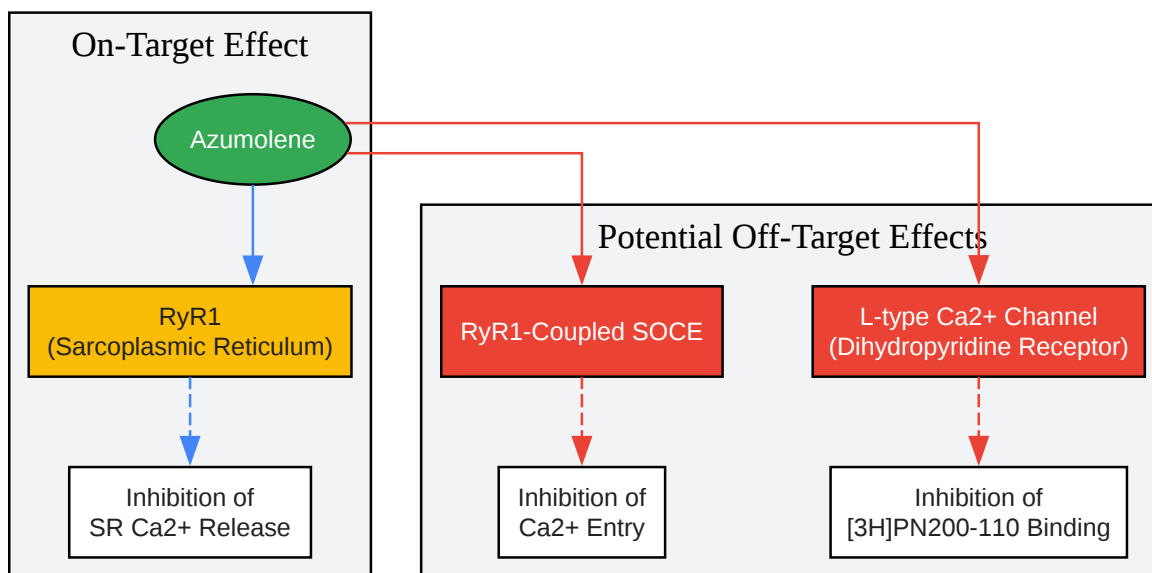 On-Target Effect
Azumolene
Potential Off-Target Effects
RyR1
(Sarcoplasmic Reticulum)
RyR1-Coupled SOCE
L-type Ca2+ Channel
(Dihydropyridine Receptor)
Inhibition of
SR Ca2+ Release
Inhibition of
Ca2+ Entry
Inhibition of
[3H]PN200-110 Binding